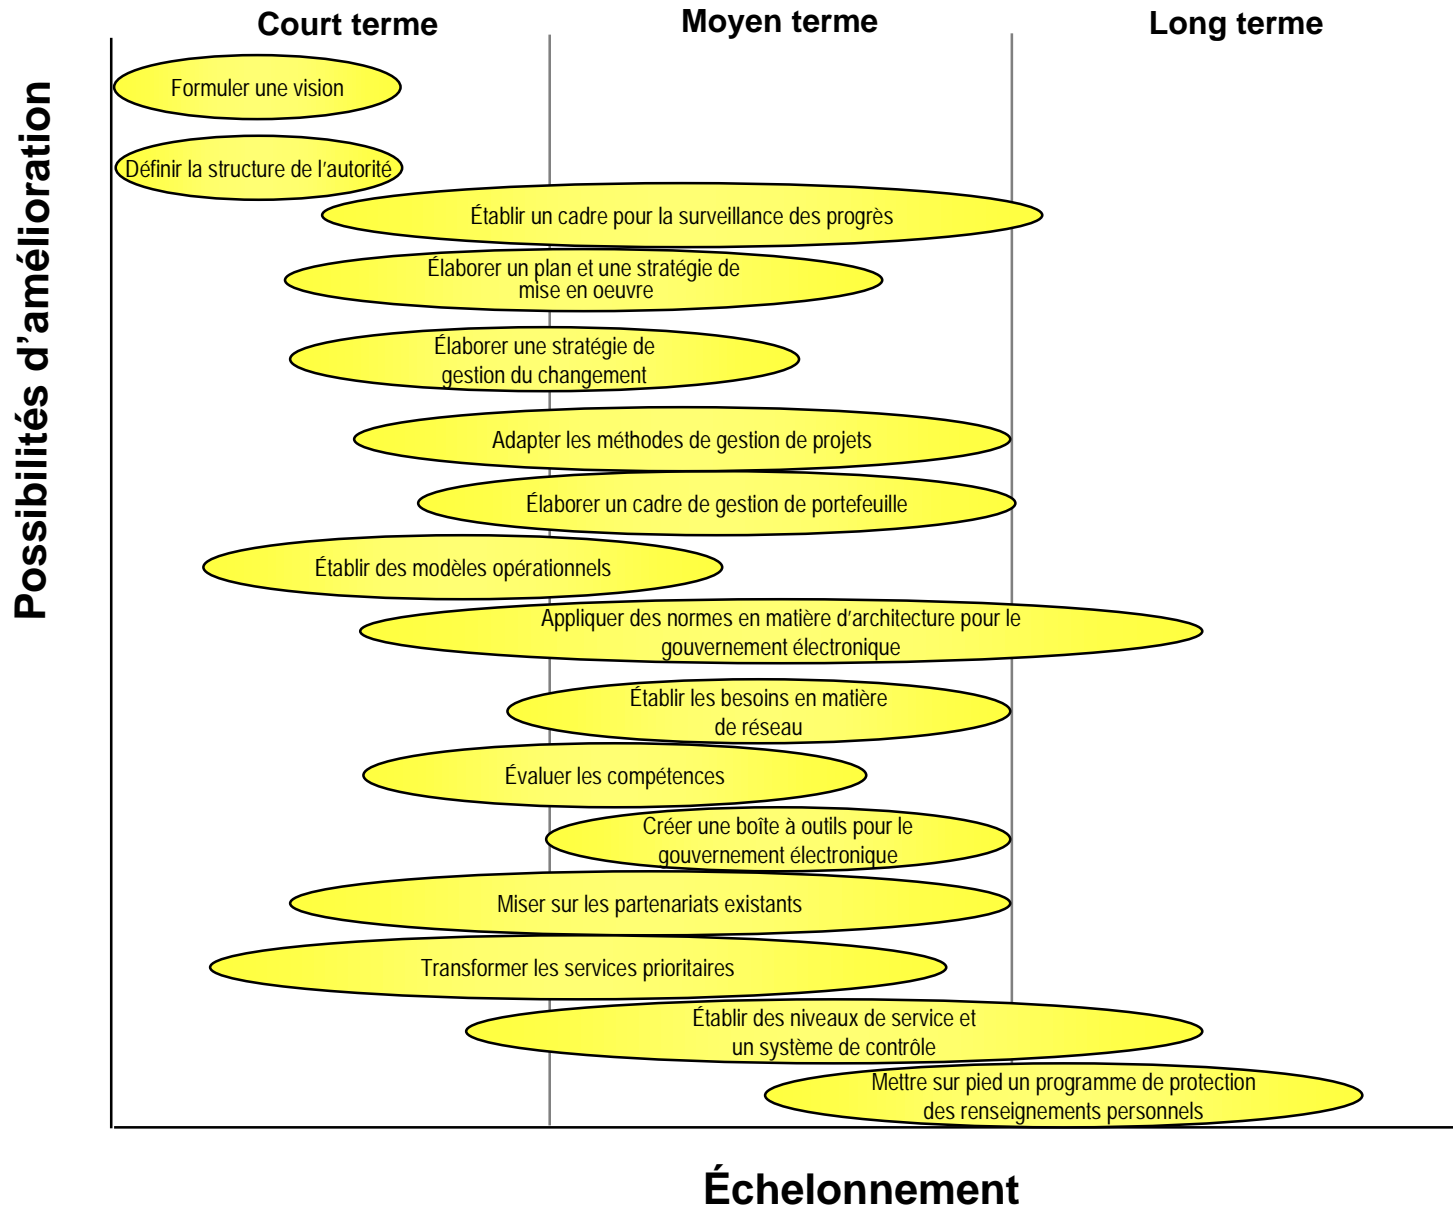 Court terme
Moyen terme
Long terme
Possibilités d'amélioration
Formuler une vision
Définir la structure de l'autorité
Établir un cadre pour la surveillance des progrès
Élaborer un plan et une stratégie de
mise en oeuvre
Élaborer une stratégie de
gestion du changement
Adapter les méthodes de gestion de projets
Élaborer un cadre de gestion de portefeuille
Établir des modèles opérationnels
Appliquer des normes en matière d'architecture pour le
gouvernement électronique
Établir les besoins en matière
de réseau
Évaluer les compétences
Créer une boîte à outils pour le
gouvernement électronique
Miser sur les partenariats existants
Transformer les services prioritaires
Établir des niveaux de service et
un système de contrôle
Mettre sur pied un programme de protection
des renseignements personnels
Échelonnement